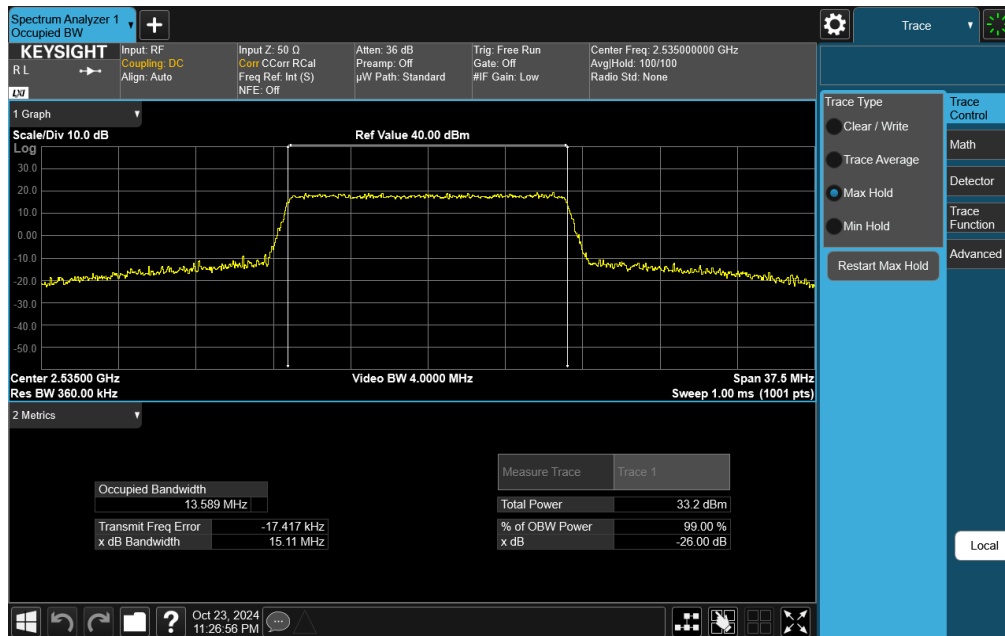 Spectrum Analyzer 1
Occupied BW
Trace
KEYSIGHT
R L
LXI
Input: RF
Coupling: DC
Align: Auto
Input Z: 50 Ω
Corr CCorr RCal
Freq Ref: Int (S)
NFE: Off
Atten: 36 dB
Preamp: Off
µW Path: Standard
Trig: Free Run
Gate: Off
#IF Gain: Low
Center Freq: 2.535000000 GHz
Avg|Hold: 100/100
Radio Std: None
1 Graph
Scale/Div 10.0 dB
Ref Value 40.00 dBm
Log
30.0
20.0
10.0
0.00
-10.0
-20.0
-30.0
-40.0
-50.0
Center 2.53500 GHz
Video BW 4.0000 MHz
Span 37.5 MHz
Res BW 360.00 kHz
Sweep 1.00 ms (1001 pts)
2 Metrics
Measure Trace
Trace 1
Occupied Bandwidth
13.589 MHz
Total Power
33.2 dBm
Transmit Freq Error
-17.417 kHz
% of OBW Power
99.00 %
x dB Bandwidth
15.11 MHz
x dB
-26.00 dB
Trace Type
Clear / Write
Trace Average
Max Hold
Min Hold
Restart Max Hold
Trace
Control
Math
Detector
Trace
Function
Advanced
Local
?
Oct 23, 2024
11:26:56 PM